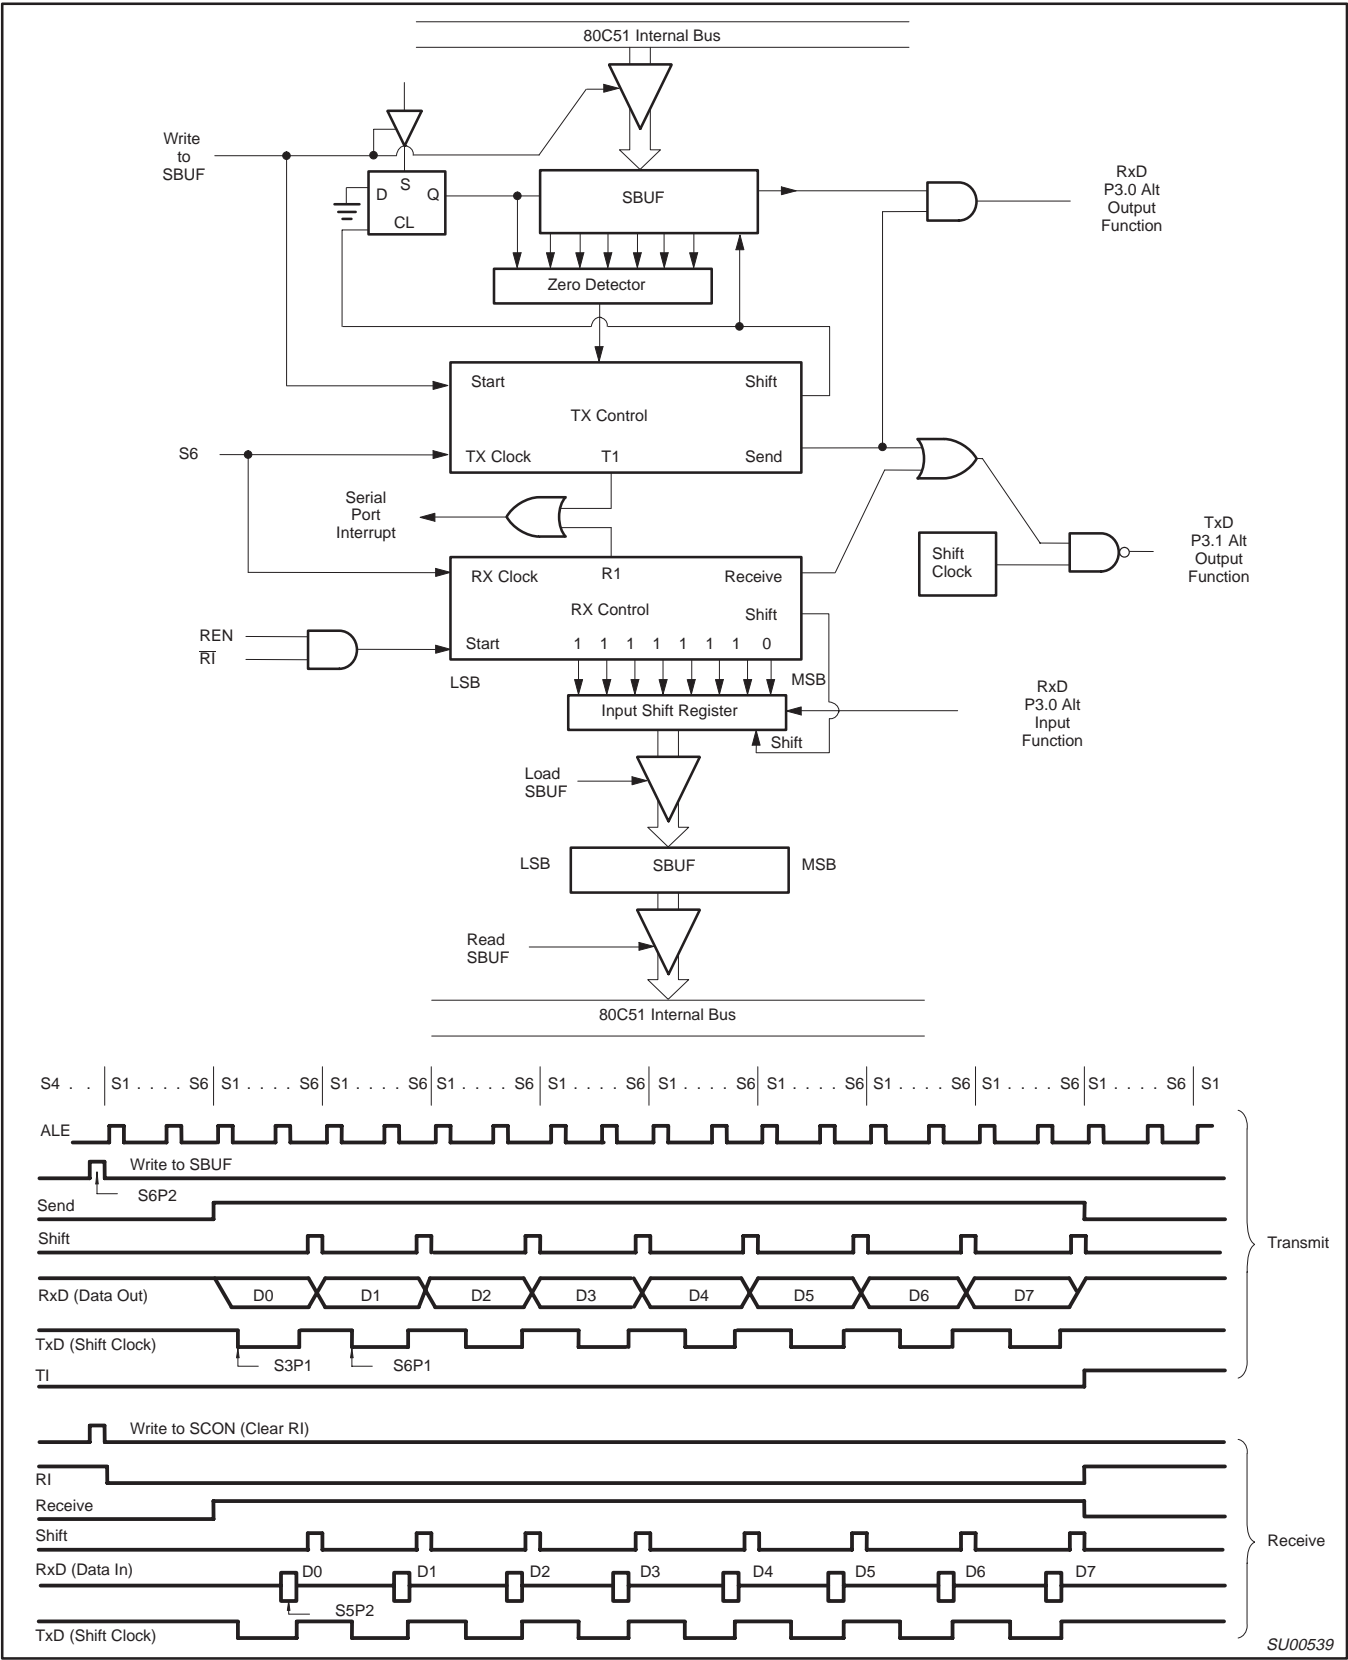 80C51 Internal Bus
Write
to
SBUF
D
S
Q
CL
SBUF
RxD
P3.0 Alt
Output
Function
Zero Detector
Start
Shift
TX Control
S6
TX Clock
T1
Send
Serial
Port
Interrupt
TxD
P3.1 Alt
Output
Function
Shift
Clock
RX Clock
R1
Receive
RX Control
Shift
REN
RI
Start
1 1 1 1 1 1 1 0
LSB
MSB
Input Shift Register
RxD
P3.0 Alt
Input
Function
Shift
Load
SBUF
LSB
SBUF
MSB
Read
SBUF
80C51 Internal Bus
S4 . . S1 . . . . S6 S1 . . . . S6 S1 . . . . S6 S1 . . . . S6 S1 . . . . S6 S1 . . . . S6 S1 . . . . S6 S1 . . . . S6 S1 . . . . S6 S1 . . . . S6 S1
ALE
Write to SBUF
S6P2
Send
Shift
Transmit
RxD (Data Out) D0 D1 D2 D3 D4 D5 D6 D7
TxD (Shift Clock)
S3P1 S6P1
TI
Write to SCON (Clear RI)
RI
Receive
Shift
Receive
RxD (Data In) D0 D1 D2 D3 D4 D5 D6 D7
S5P2
TxD (Shift Clock)
SU00539